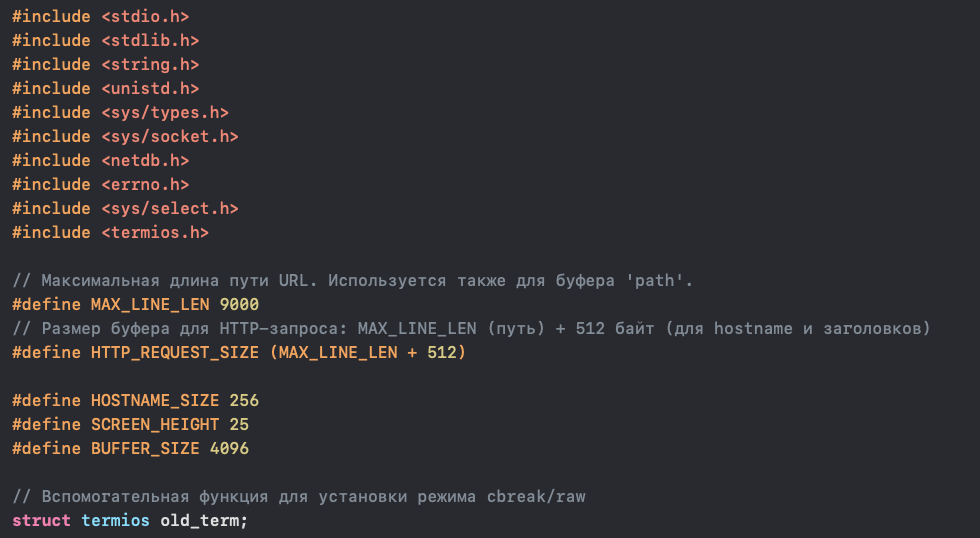 #include <stdio.h>
#include <stdlib.h>
#include <string.h>
#include <unistd.h>
#include <sys/types.h>
#include <sys/socket.h>
#include <netdb.h>
#include <errno.h>
#include <sys/select.h>
#include <termios.h>
// Максимальная длина пути URL. Используется также для буфера 'path'.
#define MAX_LINE_LEN 9000
// Размер буфера для HTTP-запроса: MAX_LINE_LEN (путь) + 512 байт (для hostname и заголовков)
#define HTTP_REQUEST_SIZE (MAX_LINE_LEN + 512)
#define HOSTNAME_SIZE 256
#define SCREEN_HEIGHT 25
#define BUFFER_SIZE 4096
// Вспомогательная функция для установки режима cbreak/raw
struct termios old_term;